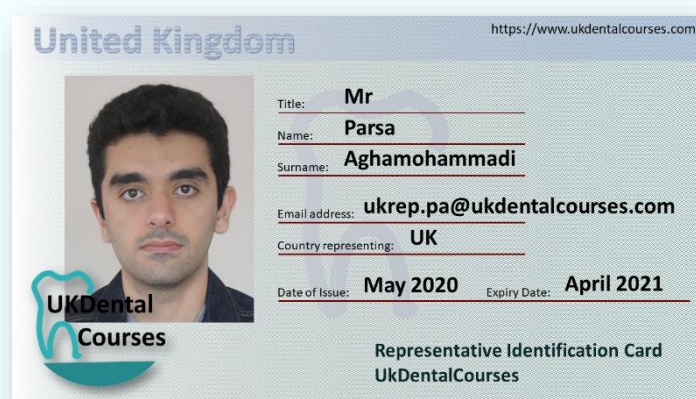 United Kingdom
https://www.ukdentalcourses.com
Title: Mr
Name: Parsa
Surname: Aghamohammadi
Email address: ukrep.pa@ukdentalcourses.com
Country representing: UK
Date of Issue: May 2020 Expiry Date: April 2021
UKDental
Courses
Representative Identification Card
UkDentalCourses